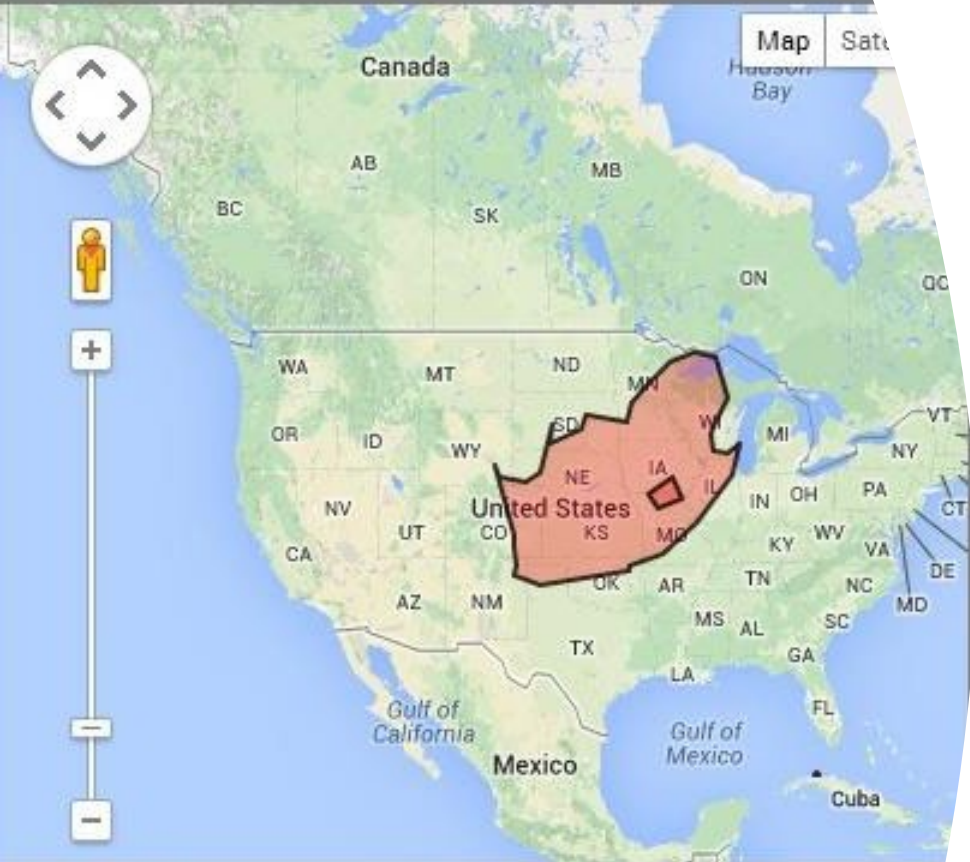 Map
Sate
Canada
Hudson
Bay
AB
MB
BC
SK
ON
QC
WA
MT
ND
MN
SD
VT
OR
ID
WY
WI
MI
NY
NE
IA
IL
IN
OH
PA
CT
NV
United States
UT
CO
KS
MO
KY
WV
VA
CA
DE
AZ
NM
OK
AR
TN
NC
MD
MS
AL
SC
TX
GA
LA
FL
Gulf of
California
Gulf of
Mexico
Mexico
Cuba